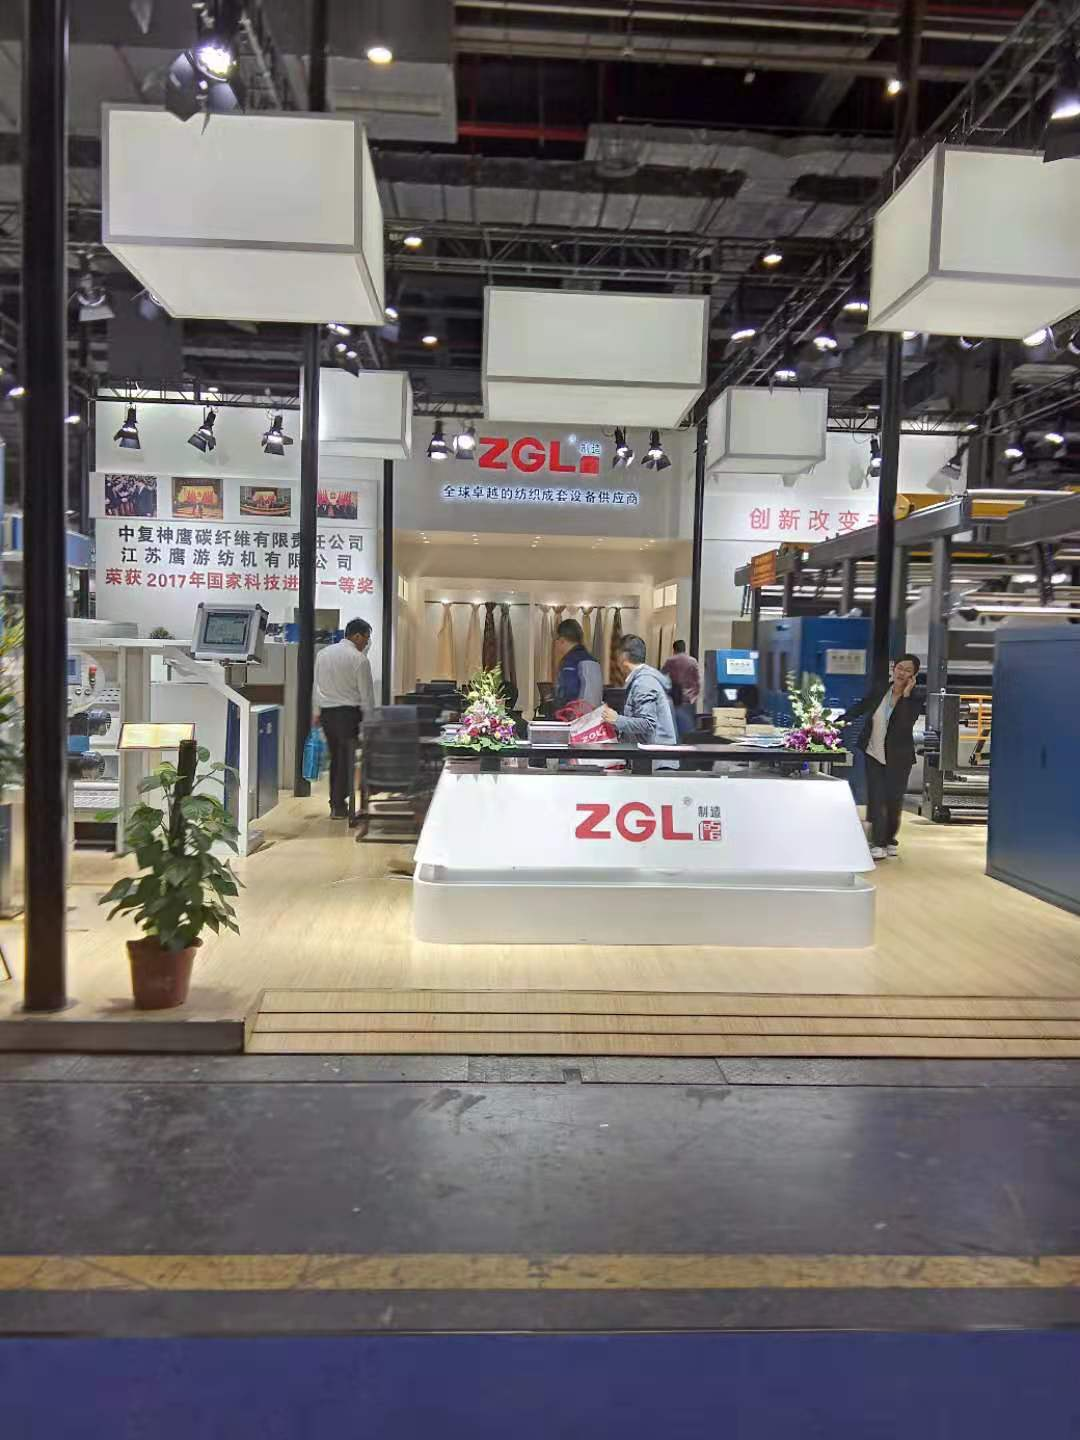 ZGL® 制造
全球卓越的纺织成套设备供应商
中复神鹰碳纤维有限责任公司
江苏鹰游纺机有限公司
荣获2017年国家科技进 一等奖
创新改变
ZGL® 制造
1956
ZGL